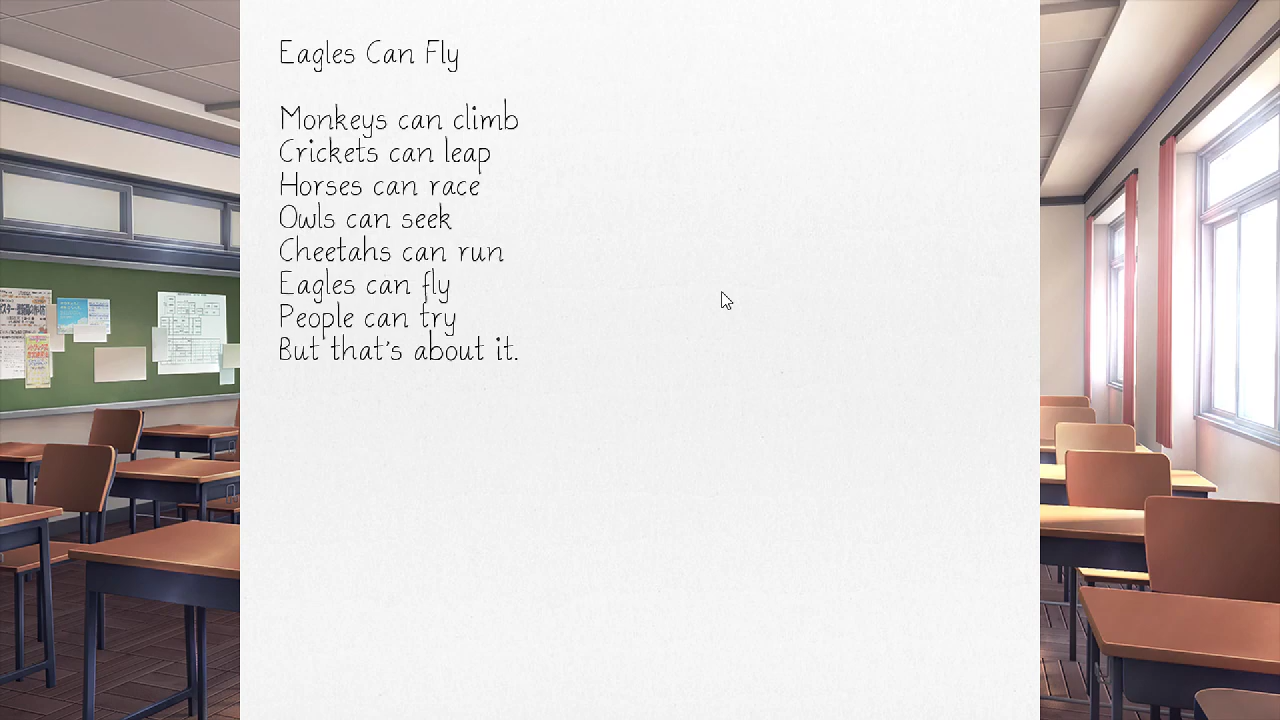 Eagles Can Fly
Monkeys can climb
Crickets can leap
Horses can race
Owls can seek
Cheetahs can run
Eagles can fly
People can try
But that's about it.